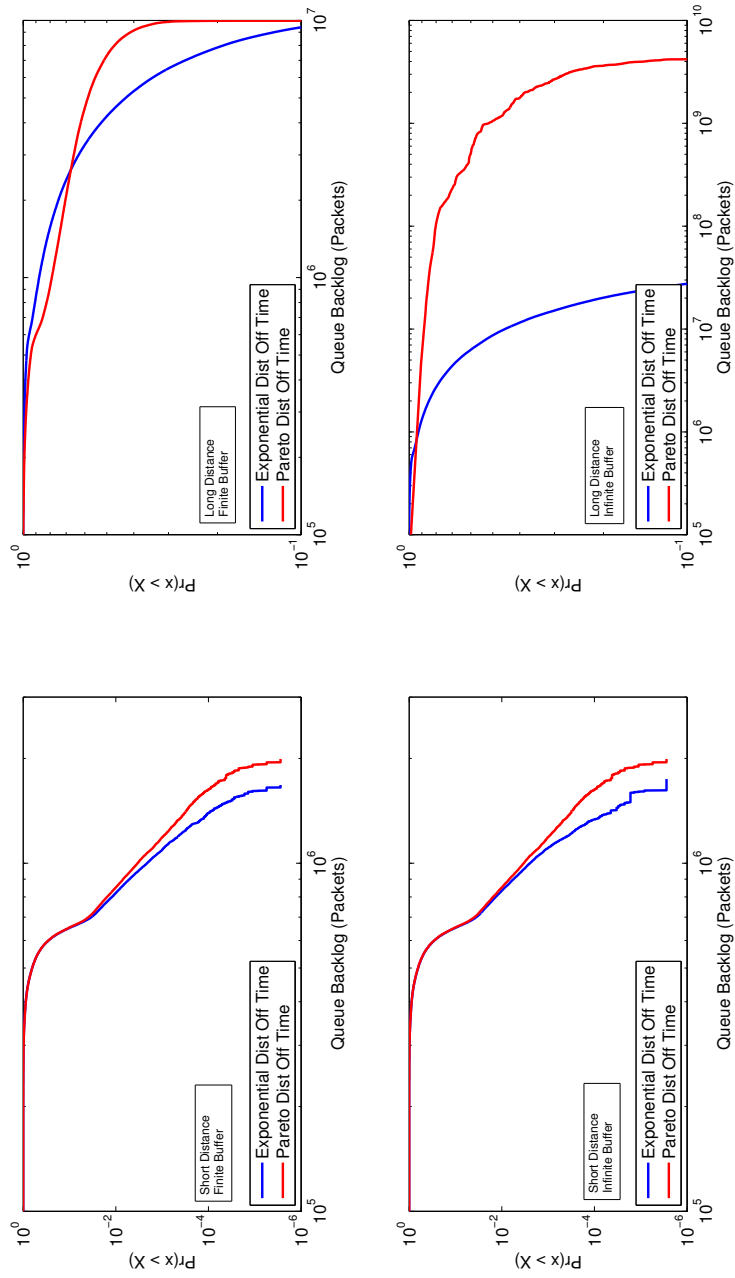 10^0
10^-2
10^-4
10^-6
Pr(x > X)
Short Distance
Finite Buffer
Exponential Dist Off Time
Pareto Dist Off Time
10^5
10^6
Queue Backlog (Packets)
10^0
10^-1
Pr(x > X)
Long Distance
Finite Buffer
Exponential Dist Off Time
Pareto Dist Off Time
10^5
10^6
10^7
Queue Backlog (Packets)
10^0
10^-2
10^-4
10^-6
Pr(x > X)
Short Distance
Infinite Buffer
Exponential Dist Off Time
Pareto Dist Off Time
10^5
10^6
Queue Backlog (Packets)
10^0
10^-1
Pr(x > X)
Long Distance
Infinite Buffer
Exponential Dist Off Time
Pareto Dist Off Time
10^5
10^6
10^7
10^8
10^9
10^10
Queue Backlog (Packets)